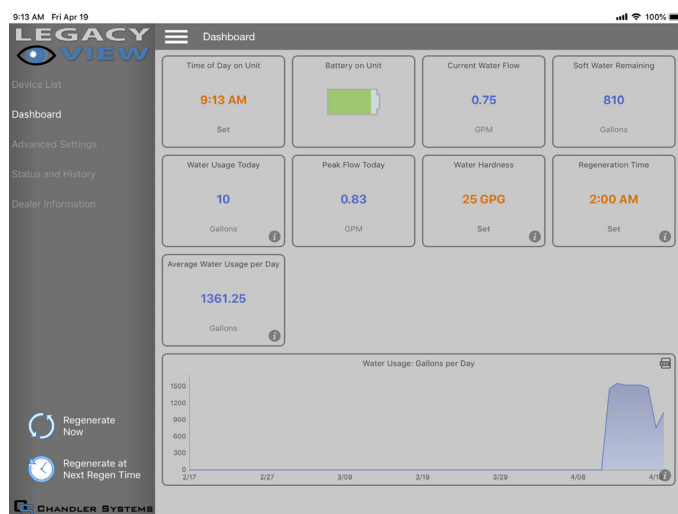 9:13 AM Fri Apr 19
100%
LEGACY
VIEW
Dashboard
Device List
Dashboard
Advanced Settings
Status and History
Dealer Information
Regenerate
Now
Regenerate at
Next Regen Time
CHANDLER SYSTEMS
Time of Day on Unit
9:13 AM
Set
Battery on Unit
Current Water Flow
0.75
GPM
Soft Water Remaining
810
Gallons
Water Usage Today
10
Gallons
Peak Flow Today
0.83
GPM
Water Hardness
25 GPG
Set
Regeneration Time
2:00 AM
Set
Average Water Usage per Day
1361.25
Gallons
Water Usage: Gallons per Day
1500
1200
900
600
300
0
2/17 2/27 3/09 3/19 3/29 4/08